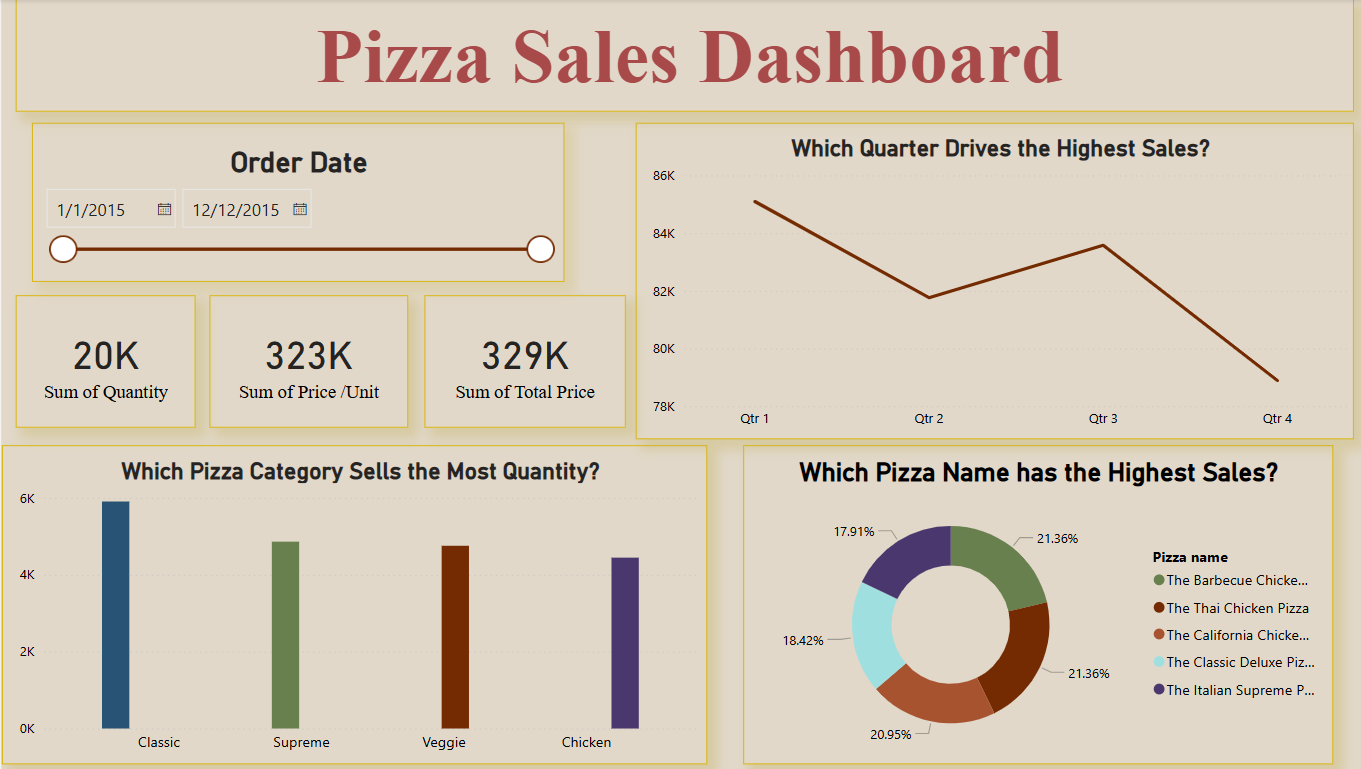 Pizza Sales Dashboard
Order Date
1/1/2015
12/12/2015
20K
Sum of Quantity
323K
Sum of Price /Unit
329K
Sum of Total Price
Which Quarter Drives the Highest Sales?
86K
84K
82K
80K
78K
Qtr 1
Qtr 2
Qtr 3
Qtr 4
Which Pizza Category Sells the Most Quantity?
6K
4K
2K
0K
Classic
Supreme
Veggie
Chicken
Which Pizza Name has the Highest Sales?
17.91%
21.36%
18.42%
21.36%
20.95%
Pizza name
The Barbecue Chicke...
The Thai Chicken Pizza
The California Chicke...
The Classic Deluxe Piz...
The Italian Supreme P...